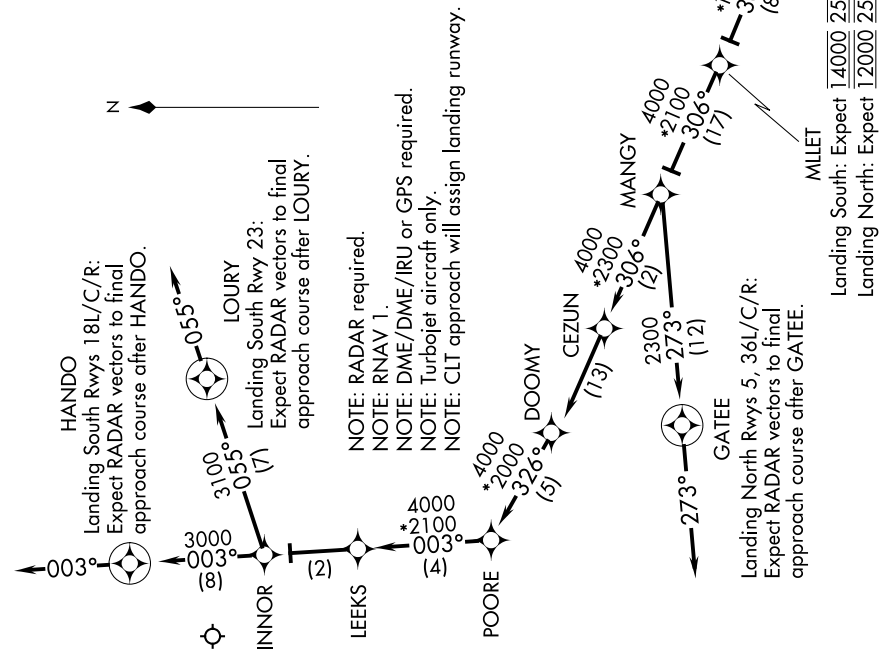 HANDO
Landing South Rwys 18L/C/R:
Expect RADAR vectors to final
approach course after HANDO.
N
003°
055°
LOURY
Landing South Rwy 23:
Expect RADAR vectors to final
approach course after LOURY.
3000
003°
(8)
3100
055°
(7)
INNOR
(2)
LEEKS
4000
*2100
003°
(4)
POORE
NOTE: RADAR required.
NOTE: RNAV 1.
NOTE: DME/DME/IRU or GPS required.
NOTE: Turbojet aircraft only.
NOTE: CLT approach will assign landing runway.
4000
*2000
326°
(5)
DOOMY
(13)
CEZUN
4000
*2300
306°
(2)
MANGY
4000
*2100
306°
(17)
2300
273°
(12)
GATEE
273°
Landing North Rwys 5, 36L/C/R:
Expect RADAR vectors to final
approach course after GATEE.
MLLET
Landing South: Expect 14000 25
Landing North: Expect 12000 25